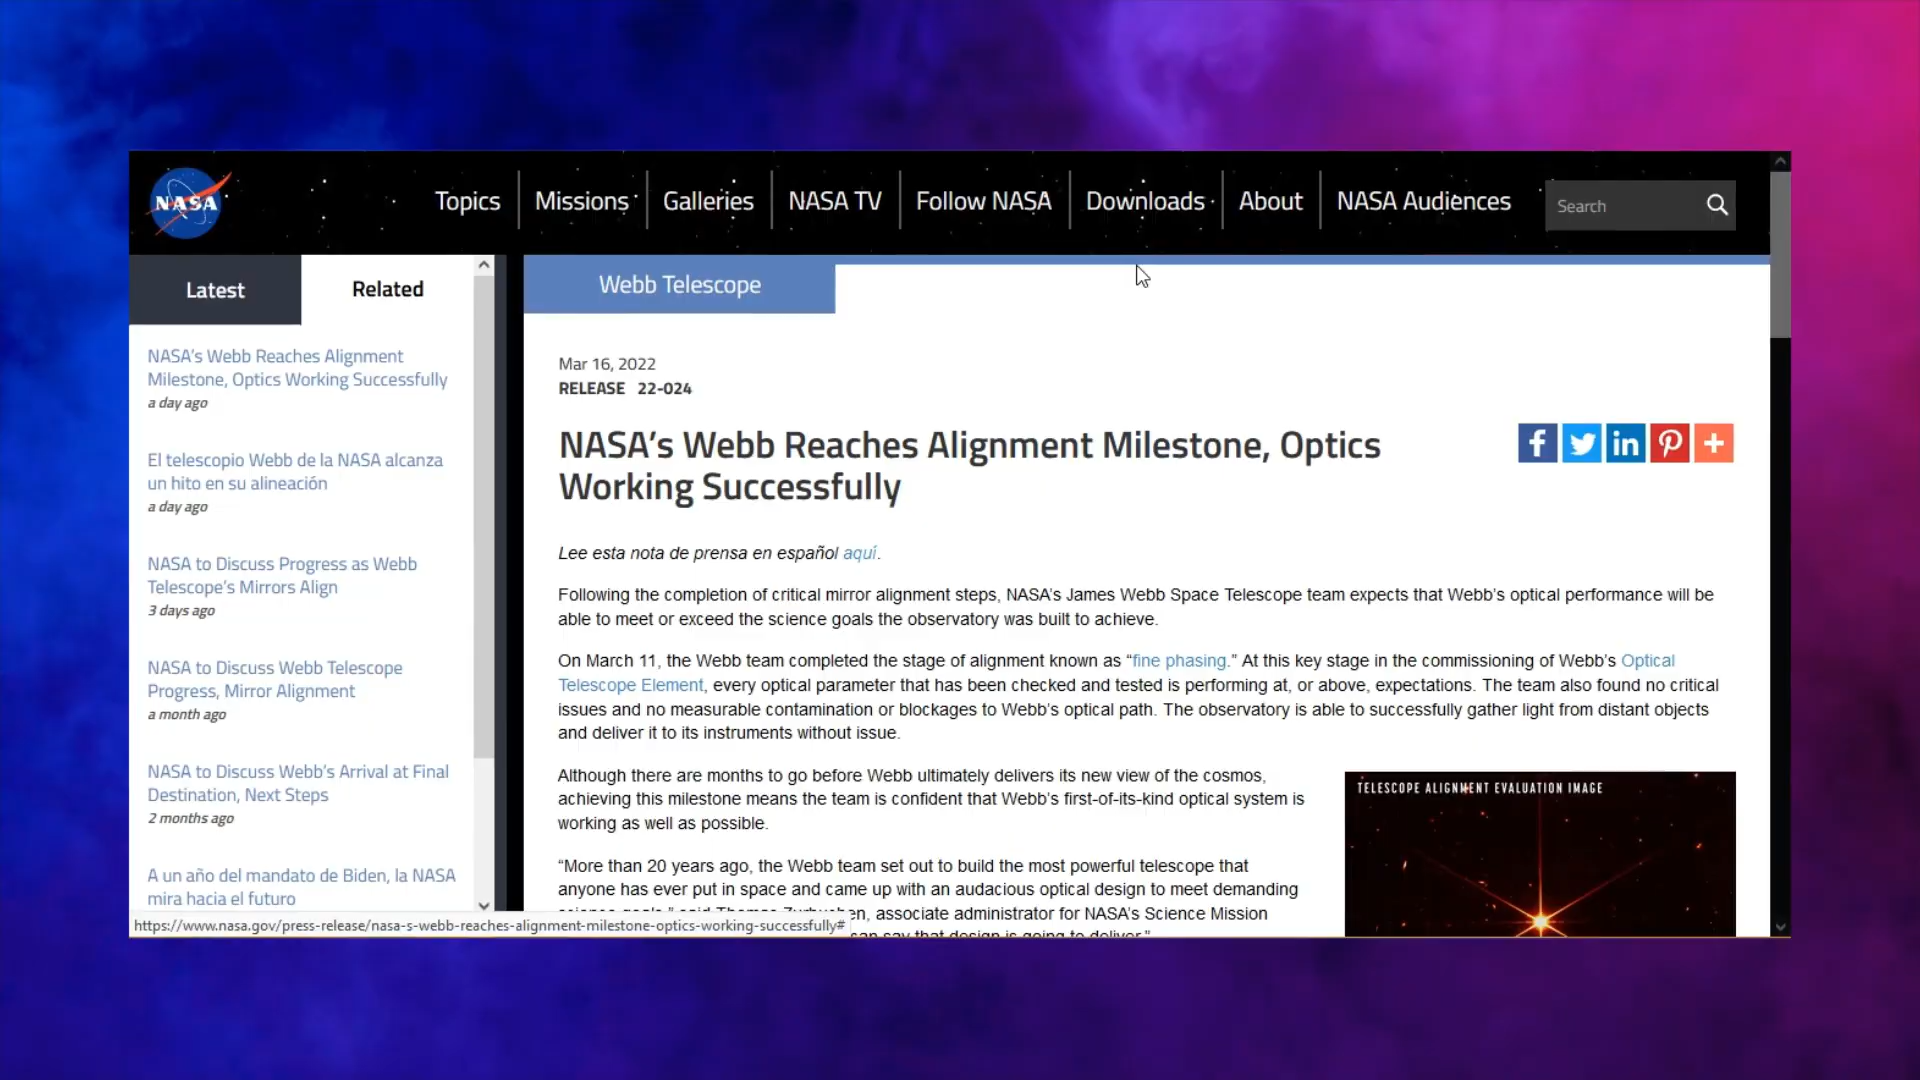 NASA
Topics
Missions
Galleries
NASA TV
Follow NASA
Downloads
About
NASA Audiences
Search
Latest
Related
NASA’s Webb Reaches Alignment
Milestone, Optics Working Successfully
a day ago
El telescopio Webb de la NASA alcanza
un hito en su alineación
a day ago
NASA to Discuss Progress as Webb
Telescope’s Mirrors Align
3 days ago
NASA to Discuss Webb Telescope
Progress, Mirror Alignment
a month ago
NASA to Discuss Webb’s Arrival at Final
Destination, Next Steps
2 months ago
A un año del mandato de Biden, la NASA
mira hacia el futuro
https://www.nasa.gov/press-release/nasa-s-webb-reaches-alignment-milestone-optics-working-successfully#
Webb Telescope
Mar 16, 2022
RELEASE 22-024
NASA’s Webb Reaches Alignment Milestone, Optics
Working Successfully
Lee esta nota de prensa en español aquí.
Following the completion of critical mirror alignment steps, NASA’s James Webb Space Telescope team expects that Webb’s optical performance will be
able to meet or exceed the science goals the observatory was built to achieve.
On March 11, the Webb team completed the stage of alignment known as “fine phasing.” At this key stage in the commissioning of Webb’s Optical
Telescope Element, every optical parameter that has been checked and tested is performing at, or above, expectations. The team also found no critical
issues and no measurable contamination or blockages to Webb’s optical path. The observatory is able to successfully gather light from distant objects
and deliver it to its instruments without issue.
Although there are months to go before Webb ultimately delivers its new view of the cosmos,
achieving this milestone means the team is confident that Webb’s first-of-its-kind optical system is
working as well as possible.
“More than 20 years ago, the Webb team set out to build the most powerful telescope that
anyone has ever put in space and came up with an audacious optical design to meet demanding
science goals,” said Thomas associate administrator for NASA’s Science Mission
say that design is going to deliver.”
TELESCOPE ALIGNMENT EVALUATION IMAGE